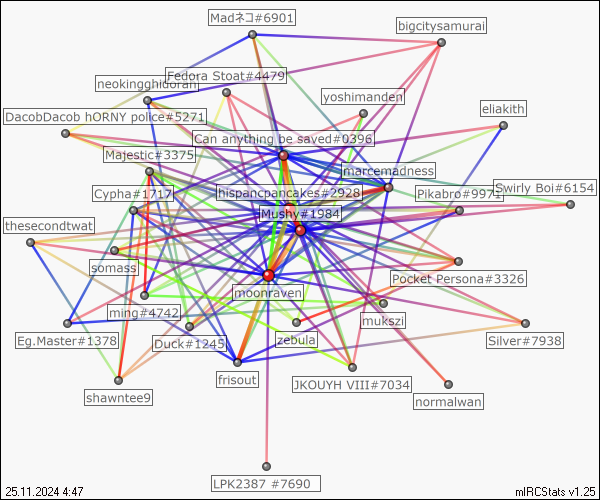 Madネコ#6901
bigcitysamurai
Fedora Stoat#4479
neokingghidorah
yoshimanden
eliakith
DacobDacob hORNY police#5271
Can anything be saved#0396
Majestic#3375
marcemadness
Cypha#1717
hispancpancakes#2928
Pikabro#9971
Swirly Boi#6154
Mushy#1984
thesecondtwat
somass
Pocket Persona#3326
moonraven
ming#4742
mukszi
Eg.Master#1378
Duck#1245
zebula
Silver#7938
frisout
JKOUYH VIII#7034
shawntee9
normalwan
LPK2387 #7690
25.11.2024 4:47
mIRCStats v1.25